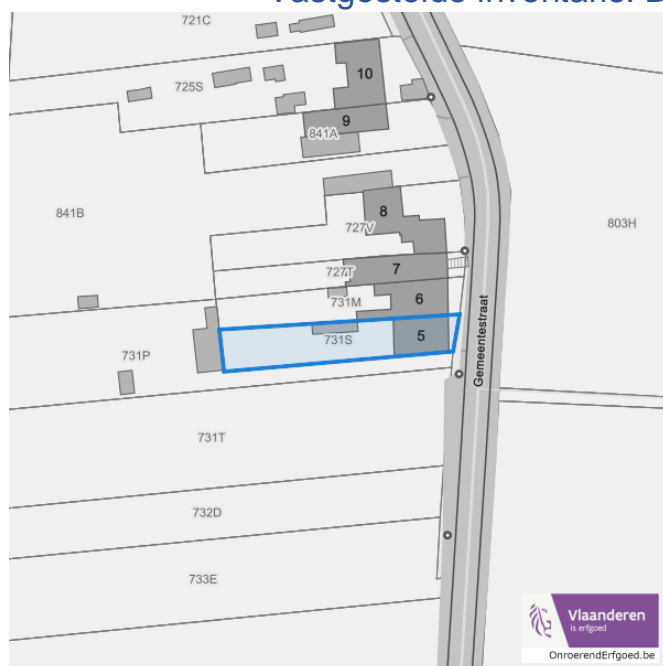 Vastgestelde Inventaris: B
721C
10
725S
9
841A
841B
8
803H
727V
7
727T
6
731M
5
731S
731P
Gemeentestraat
731T
732D
733E
Vlaanderen
is erfgoed
OnroerendErfgoed.be